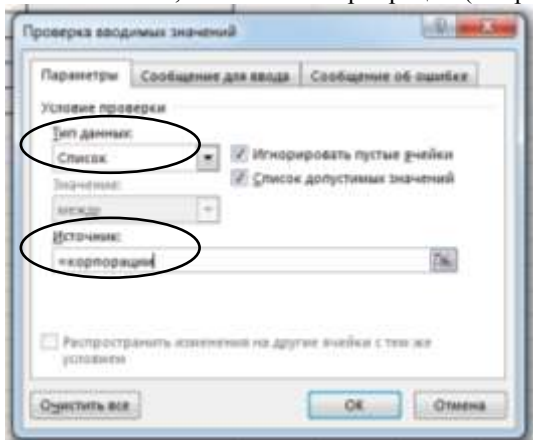 Проверка вводимых значений
Параметры Сообщение для ввода Сообщение об ошибке
Условие проверки
Тип данных:
Список
Игнорировать пустые ячейки
Значение:
Список допустимых значений
между
Источник:
=корпорации
Распространить изменения на другие ячейки с тем же
условием
Очистить все ОК Отмена